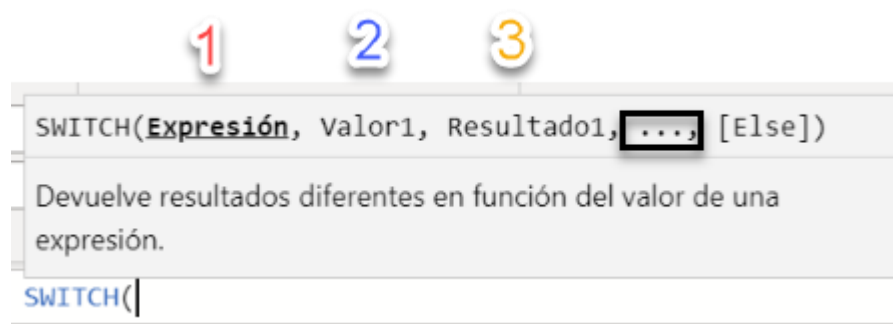 1 2 3
SWITCH(Expresión, Valor1, Resultado1, ..., [Else])
Devuelve resultados diferentes en función del valor de una
expresión.
SWITCH(